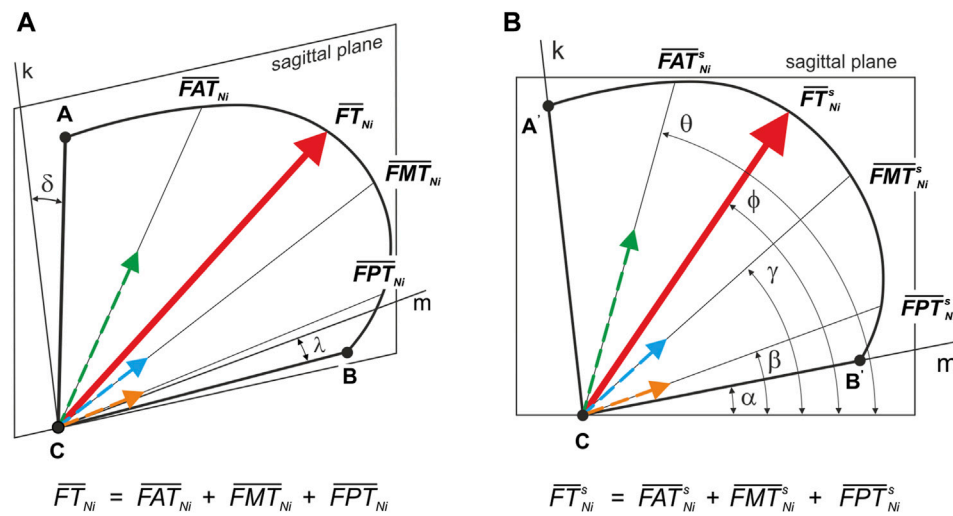 A
k
sagittal plane
A
FAT_Ni
FT_Ni
δ
FMT_Ni
FPT_Ni
m
λ
B
C
FT_Ni = FAT_Ni + FMT_Ni + FPT_Ni
B
k
sagittal plane
FAT^s_Ni
FT^s_Ni
A'
θ
FMT^s_Ni
ϕ
γ
FPT^s_Ni
β
B'
m
α
C
FT^s_Ni = FAT^s_Ni + FMT^s_Ni + FPT^s_Ni